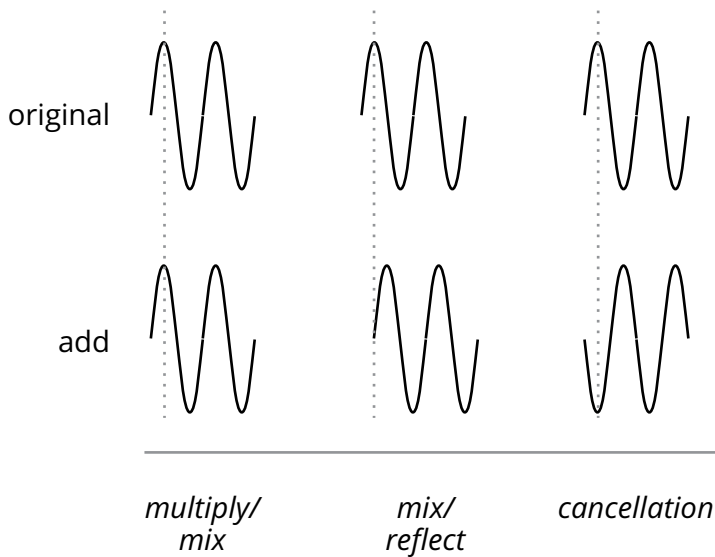 original
add
multiply/
mix
mix/
reflect
cancellation